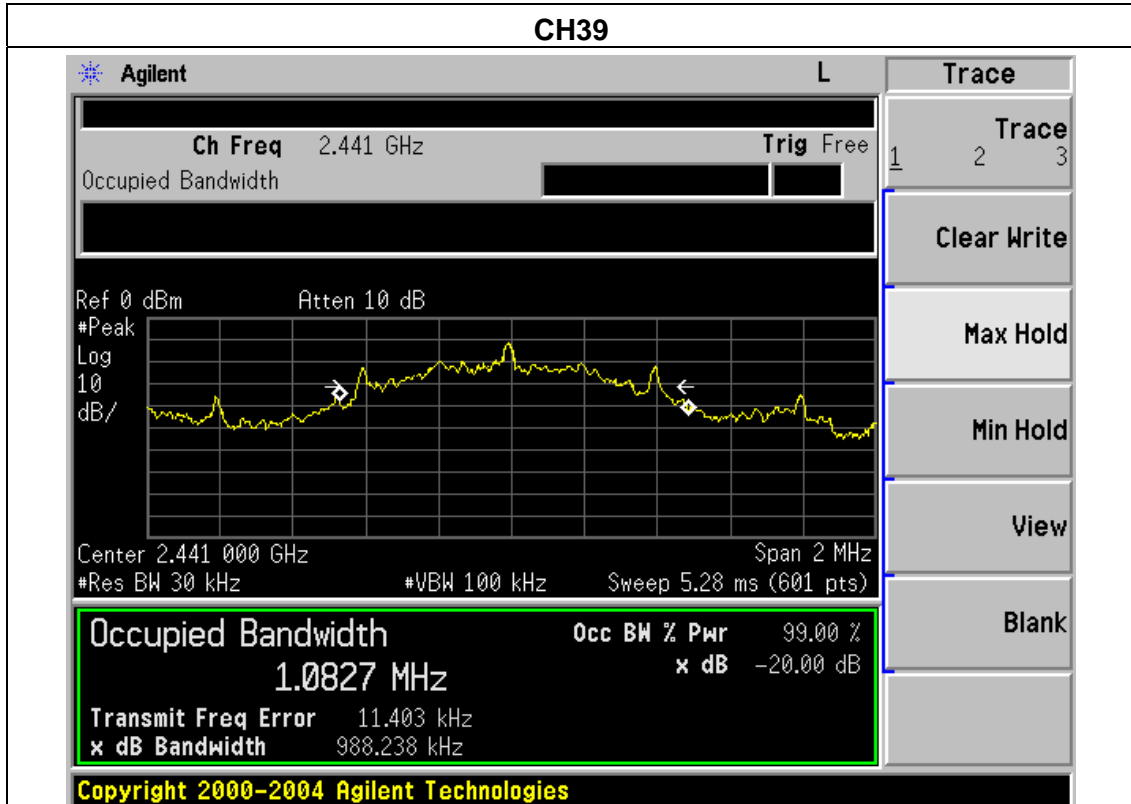 CH39
Agilent L Trace
Ch Freq 2.441 GHz Trig Free
Occupied Bandwidth
Trace
1 2 3
Clear Write
Max Hold
Min Hold
View
Blank
Ref 0 dBm Atten 10 dB
#Peak
Log
10
dB/
Center 2.441 000 GHz Span 2 MHz
#Res BW 30 kHz #VBW 100 kHz Sweep 5.28 ms (601 pts)
Occupied Bandwidth Occ BW % Pwr 99.00 %
1.0827 MHz x dB -20.00 dB
Transmit Freq Error 11.403 kHz
x dB Bandwidth 988.238 kHz
Copyright 2000-2004 Agilent Technologies